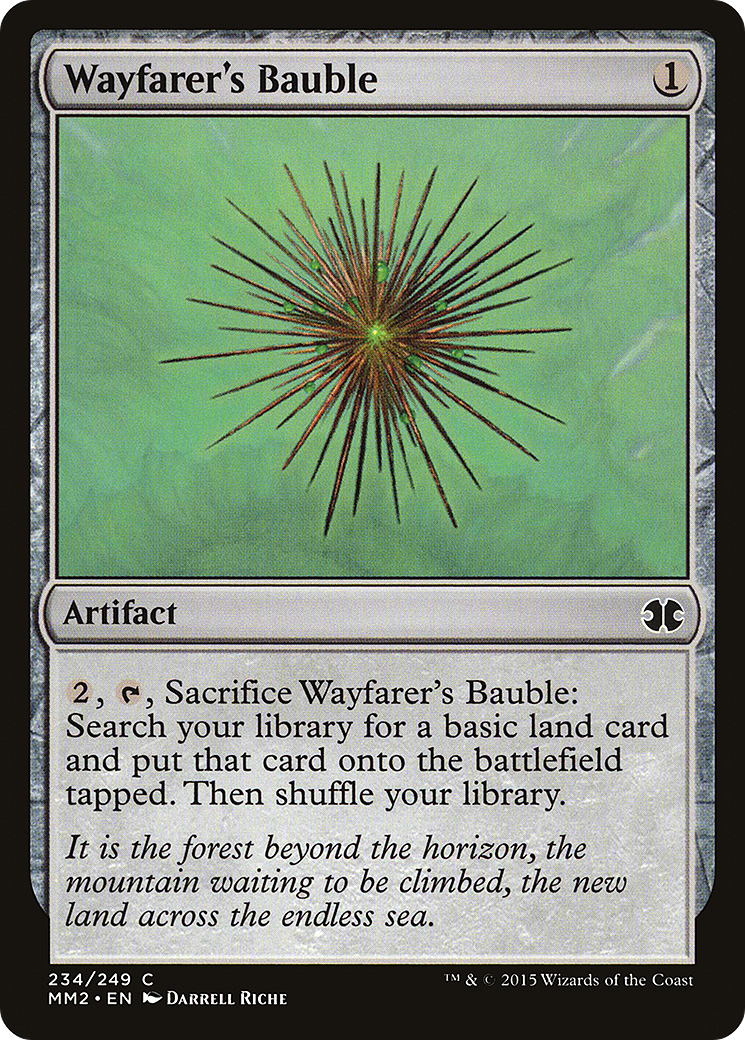 Wayfarer's Bauble 1
Artifact
2, , Sacrifice Wayfarer's Bauble:
Search your library for a basic land card
and put that card onto the battlefield
tapped. Then shuffle your library.
It is the forest beyond the horizon, the
mountain waiting to be climbed, the new
land across the endless sea.
234/249 C
MM2 • EN Darrell Riche
™ & © 2015 Wizards of the Coast